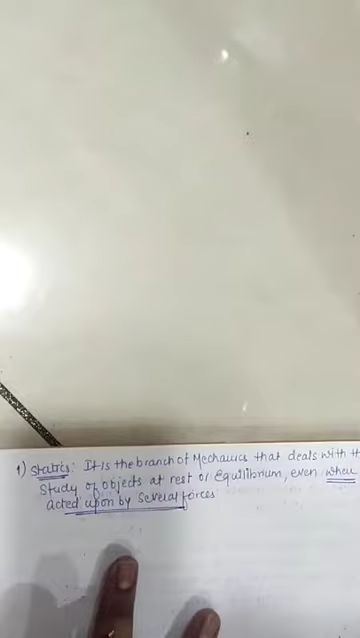 1) Statics: It is the branch of Mechanics that deals with th
Study of objects at rest or Equilibrium, even when
acted upon by several forces.